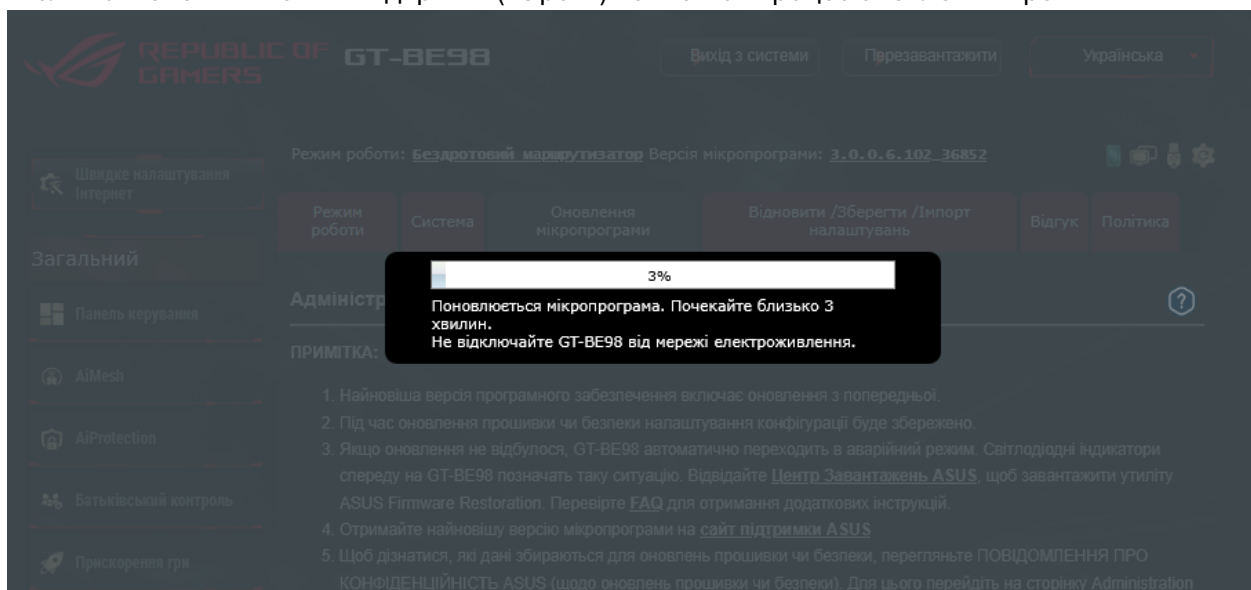 REPUBLIC OF
GAMERS
GT-BE98
Вихід з системи
Перезавантажити
Українська
Режим роботи: Бездротовий маршрутизатор Версія мікропрограми: 3.0.0.6.102_36852
Швидке налаштування
Інтернет
Режим
роботи
Система
Оновлення
мікропрограми
Відновити /Зберегти /Імпорт
налаштувань
Відгук
Політика
Загальний
3%
Поновлюється мікропрограма. Почекайте близько 3
хвилин.
Не відключайте GT-BE98 від мережі електроживлення.
Адміністр
Панель керування
ПРИМІТКА:
AiMesh
1. Найновіша версія програмного забезпечення включає оновлення з попередньої.
2. Під час оновлення прошивки чи безпеки налаштування конфігурації буде збережено.
AiProtection
3. Якщо оновлення не відбулося, GT-BE98 автоматично переходить в аварійний режим. Світлодіодні індикатори
спереду на GT-BE98 позначать таку ситуацію. Відвідайте Центр Завантажень ASUS, щоб завантажити утиліту
ASUS Firmware Restoration. Перевірте FAQ для отримання додаткових інструкцій.
Батьківський контроль
4. Отримайте найновішу версію мікропрограми на сайт підтримки ASUS
5. Щоб дізнатися, які дані збираються для оновлень прошивки чи безпеки, перегляньте ПОВІДОМЛЕННЯ ПРО
КОНФІДЕНЦІЙНІСТЬ ASUS (щодо оновлень прошивки чи безпеки). Для цього перейдіть на сторінку Administration
Прискорення гри